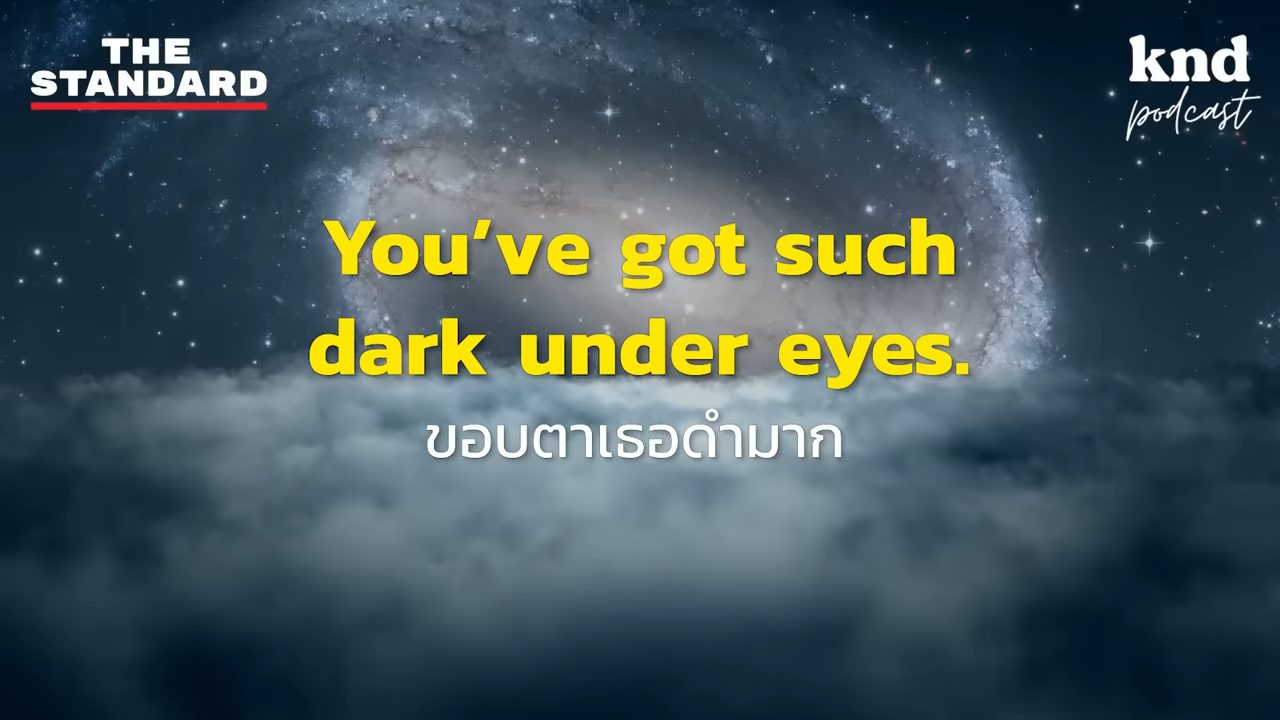 THE
STANDARD
knd
podcast
You’ve got such
dark under eyes.
ขอบตาเธอดำมาก